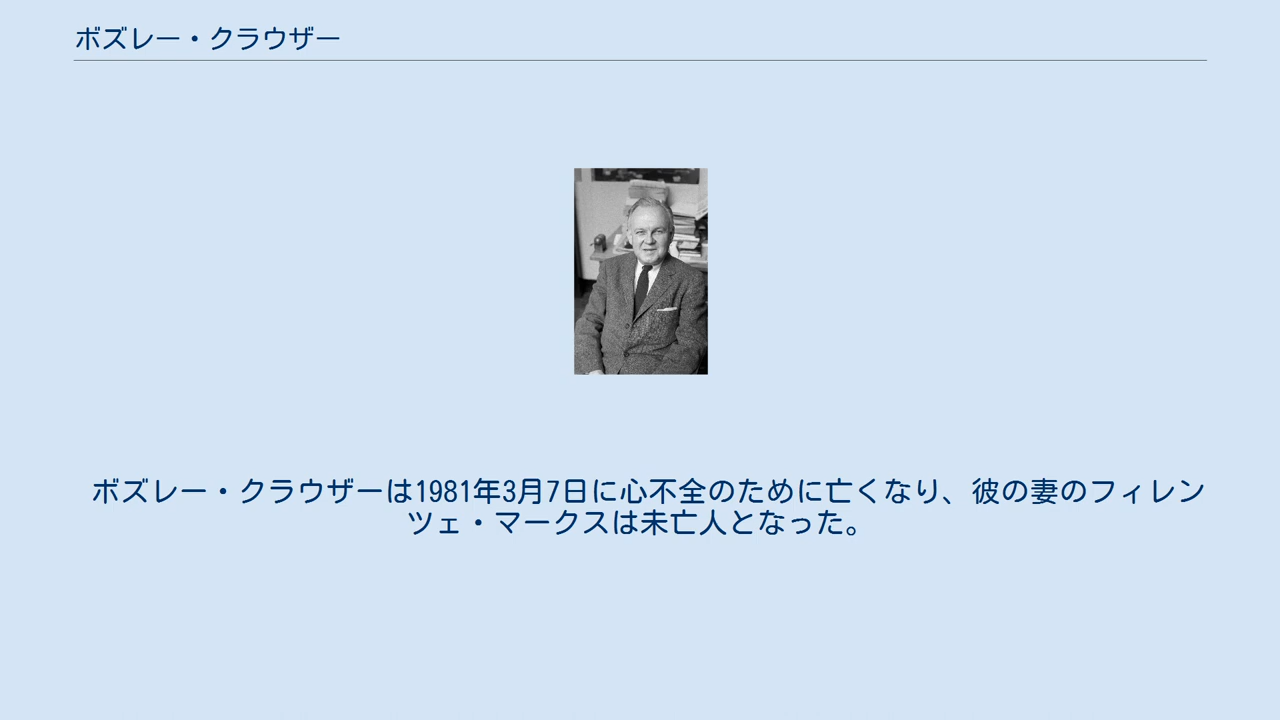 ボズレー・クラウザー
ボズレー・クラウザーは1981年3月7日に心不全のために亡くなり、彼の妻のフィレン
ツェ・マークスは未亡人となった。